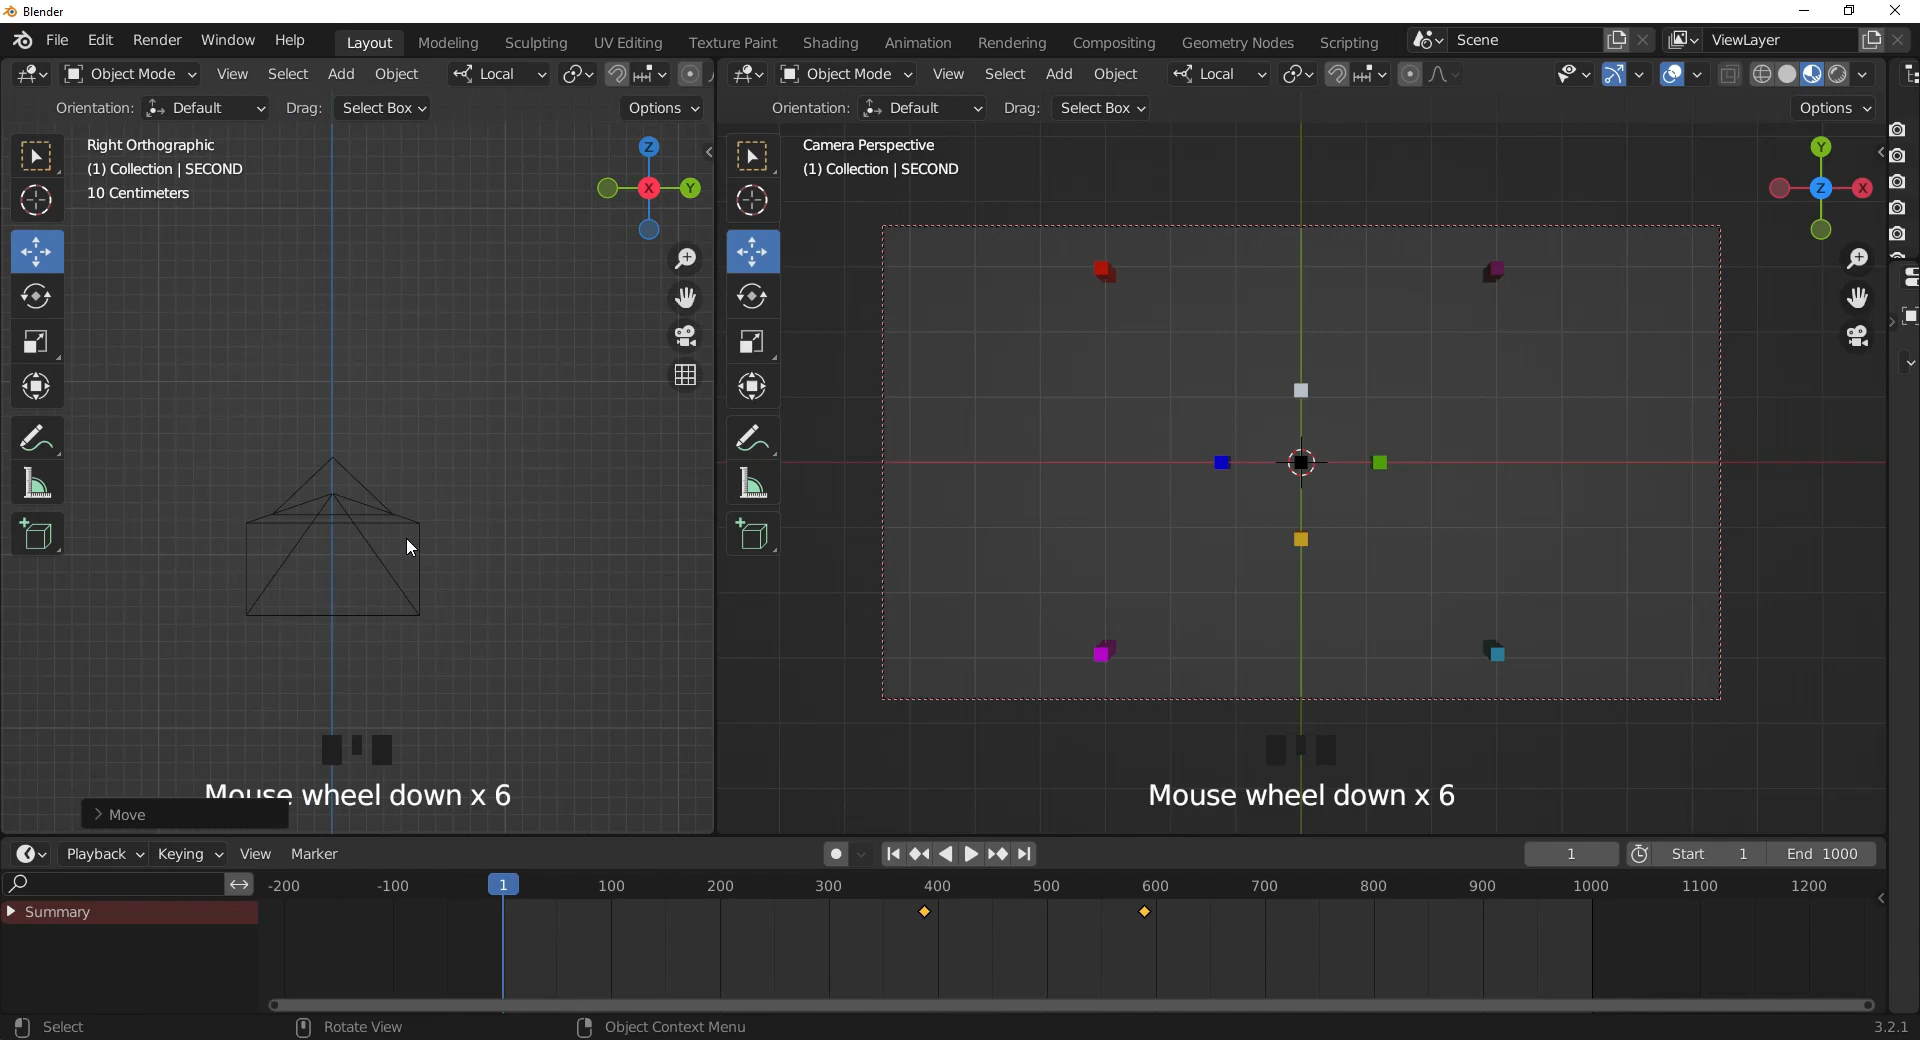 Blender
File Edit Render Window Help Layout Modeling Sculpting UV Editing Texture Paint Shading Animation Rendering Compositing Geometry Nodes Scripting Scene ViewLayer
Object Mode View Select Add Object Local Object Mode View Select Add Object Local
Orientation: Default Drag: Select Box Options Orientation: Default Drag: Select Box Options
Right Orthographic
(1) Collection | SECOND
10 Centimeters
Z
X
Y
Camera Perspective
(1) Collection | SECOND
Y
Z
X
Mouse wheel down x 6
Mouse wheel down x 6
Move
Playback Keying View Marker 1 Start 1 End 1000
-200 -100 1 100 200 300 400 500 600 700 800 900 1000 1100 1200
Summary
Select Rotate View Object Context Menu 3.2.1